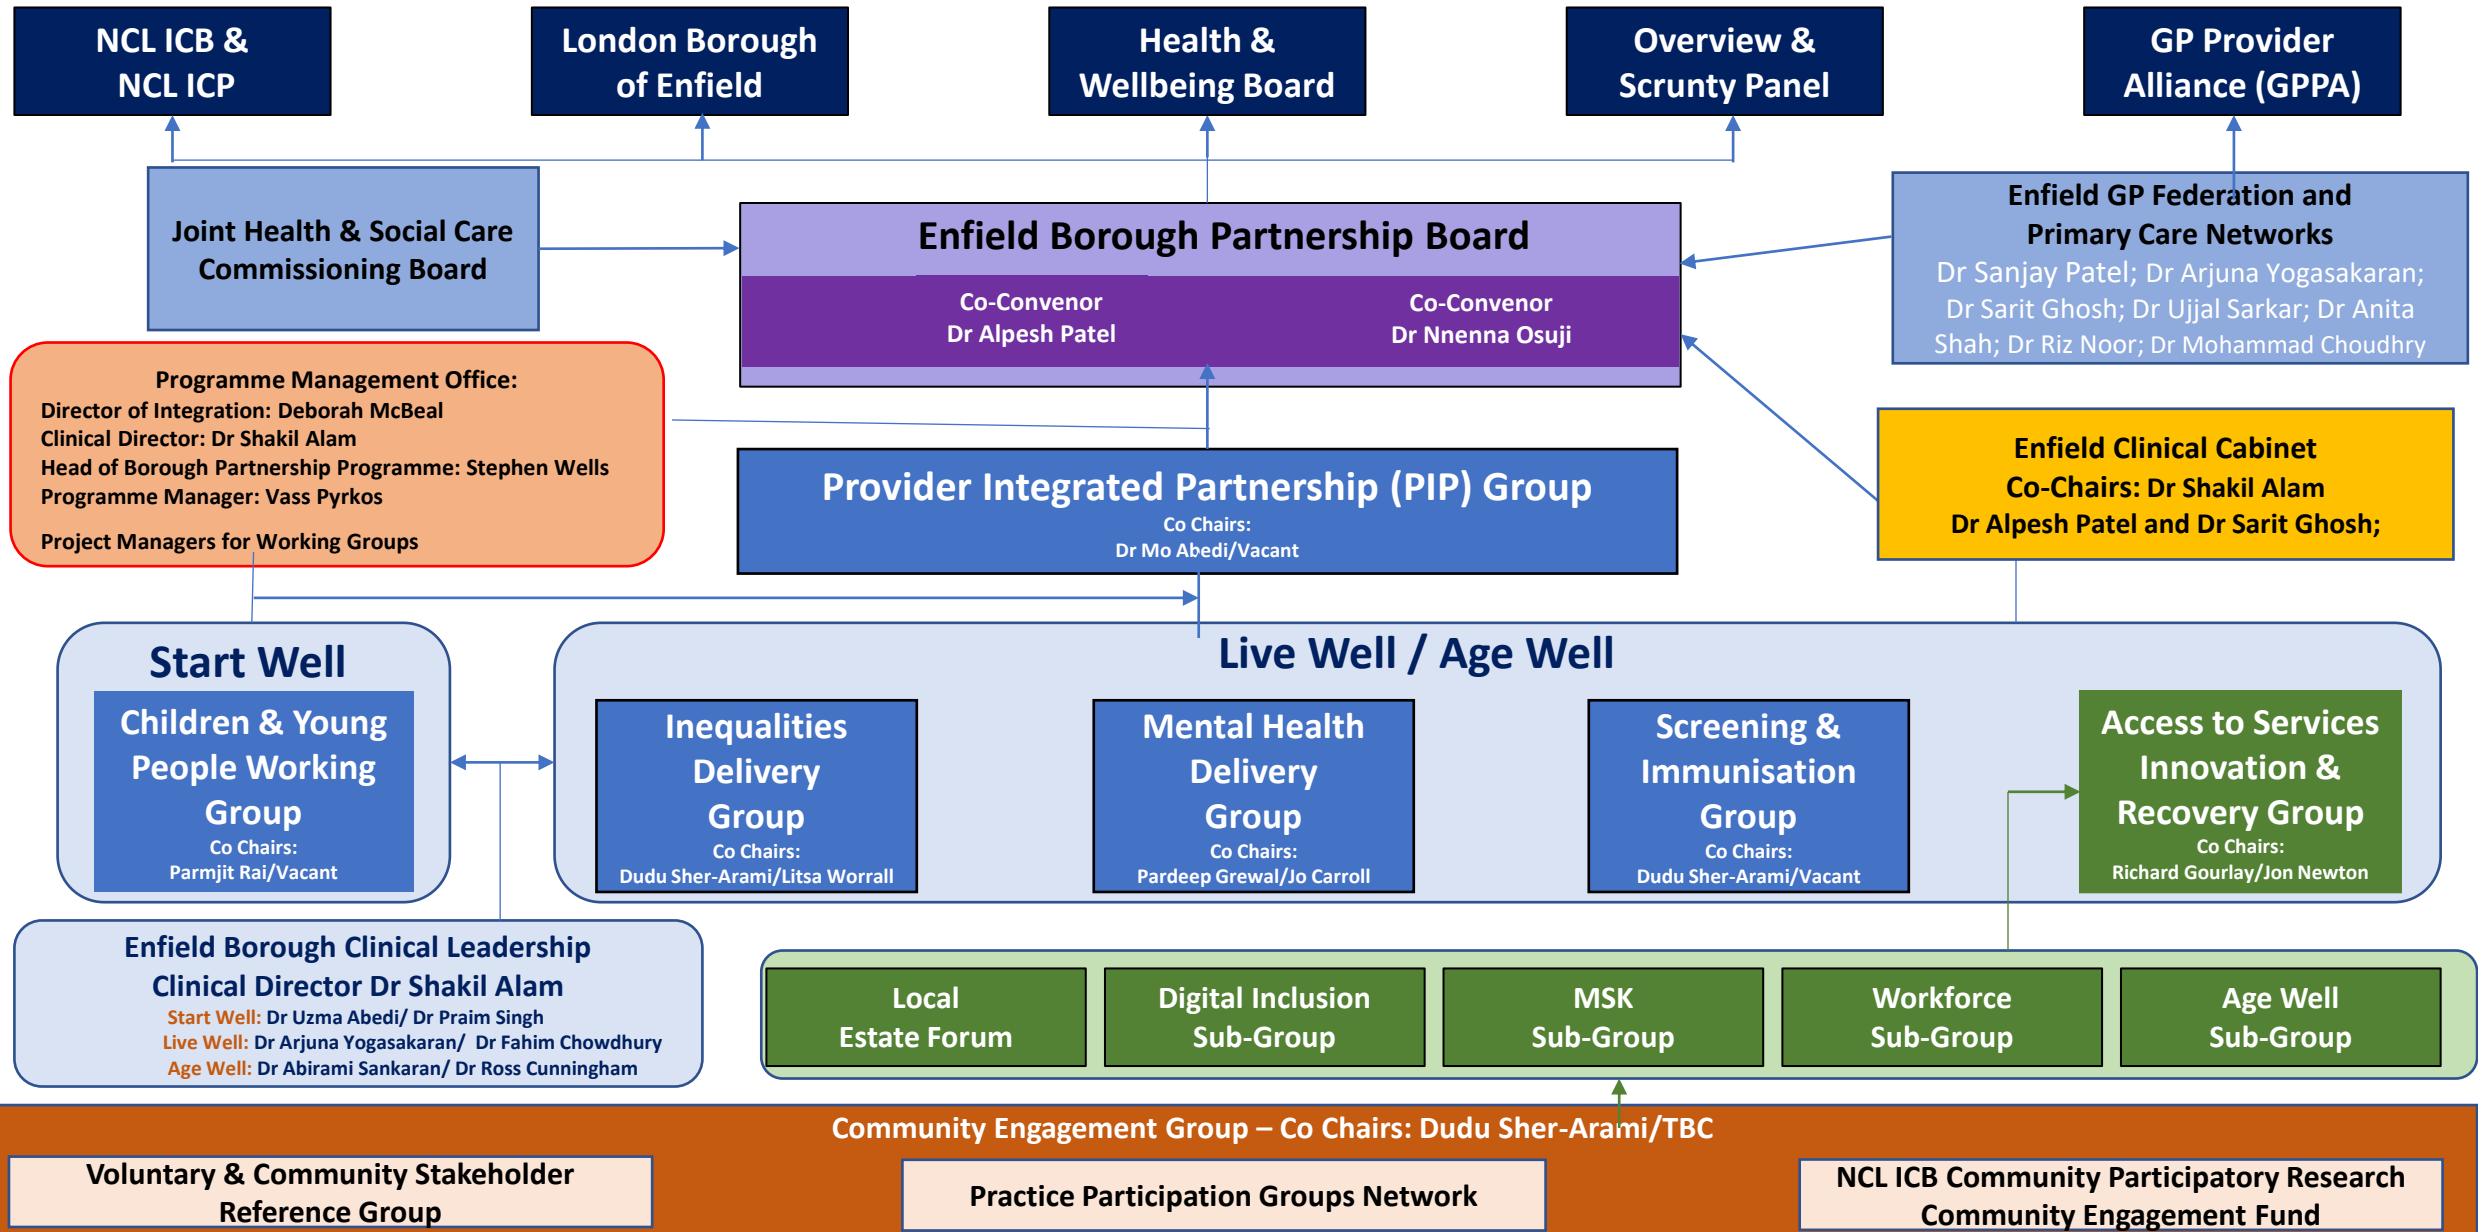 NCL ICB &
NCL ICP
London Borough
of Enfield
Health &
Wellbeing Board
Overview &
Scrunty Panel
GP Provider
Alliance (GPPA)
Joint Health & Social Care
Commissioning Board
Enfield Borough Partnership Board
Co-Convenor
Dr Alpesh Patel
Co-Convenor
Dr Nnenna Osuji
Enfield GP Federation and
Primary Care Networks
Dr Sanjay Patel; Dr Arjuna Yogasakaran;
Dr Sarit Ghosh; Dr Ujjal Sarkar; Dr Anita
Shah; Dr Riz Noor; Dr Mohammad Choudhry
Programme Management Office:
Director of Integration: Deborah McBeal
Clinical Director: Dr Shakil Alam
Head of Borough Partnership Programme: Stephen Wells
Programme Manager: Vass Pyrkos
Project Managers for Working Groups
Provider Integrated Partnership (PIP) Group
Co Chairs:
Dr Mo Abedi/Vacant
Enfield Clinical Cabinet
Co-Chairs: Dr Shakil Alam
Dr Alpesh Patel and Dr Sarit Ghosh;
Start Well
Children & Young
People Working
Group
Co Chairs:
Parmjit Rai/Vacant
Live Well / Age Well
Inequalities
Delivery
Group
Co Chairs:
Dudu Sher-Arami/Litsa Worrall
Mental Health
Delivery
Group
Co Chairs:
Pardeep Grewal/Jo Carroll
Screening &
Immunisation
Group
Co Chairs:
Dudu Sher-Arami/Vacant
Access to Services
Innovation &
Recovery Group
Co Chairs:
Richard Gourlay/Jon Newton
Enfield Borough Clinical Leadership
Clinical Director Dr Shakil Alam
Start Well: Dr Uzma Abedi/ Dr Praim Singh
Live Well: Dr Arjuna Yogasakaran/ Dr Fahim Chowdhury
Age Well: Dr Abirami Sankaran/ Dr Ross Cunningham
Local
Estate Forum
Digital Inclusion
Sub-Group
MSK
Sub-Group
Workforce
Sub-Group
Age Well
Sub-Group
Community Engagement Group – Co Chairs: Dudu Sher-Arami/TBC
Voluntary & Community Stakeholder
Reference Group
Practice Participation Groups Network
NCL ICB Community Participatory Research
Community Engagement Fund